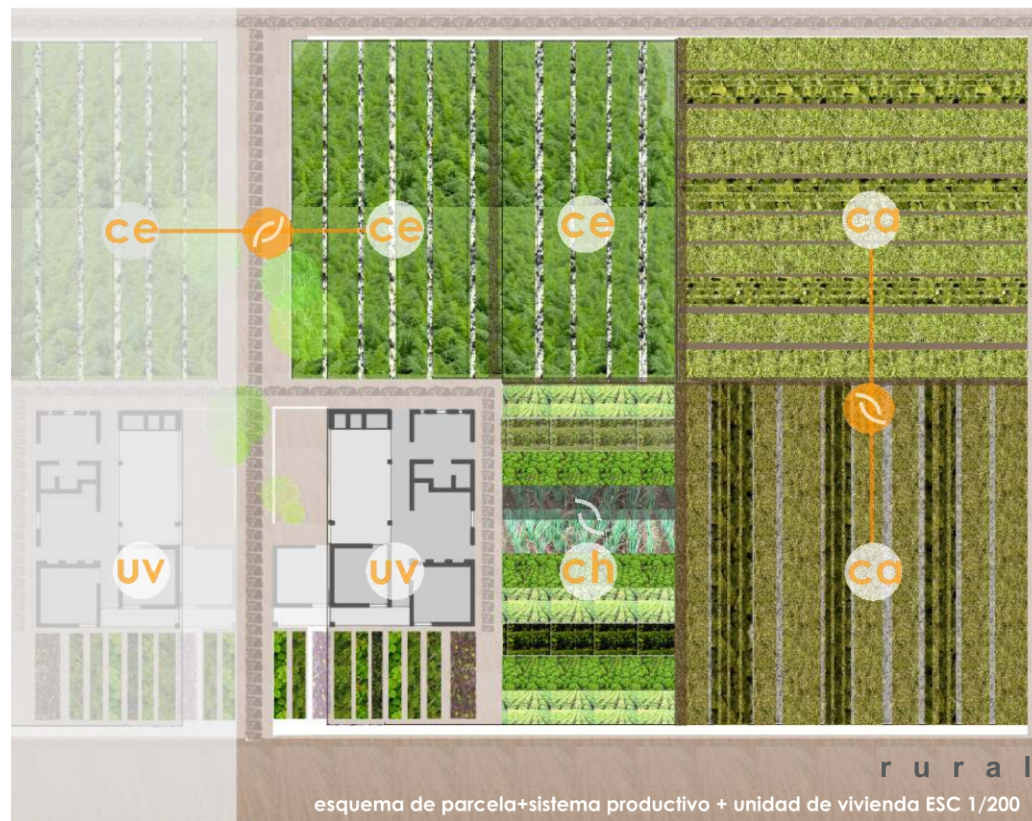 ce ce ce ca
uv uv ch ca
rural
esquema de parcela+sistema productivo + unidad de vivienda ESC 1/200